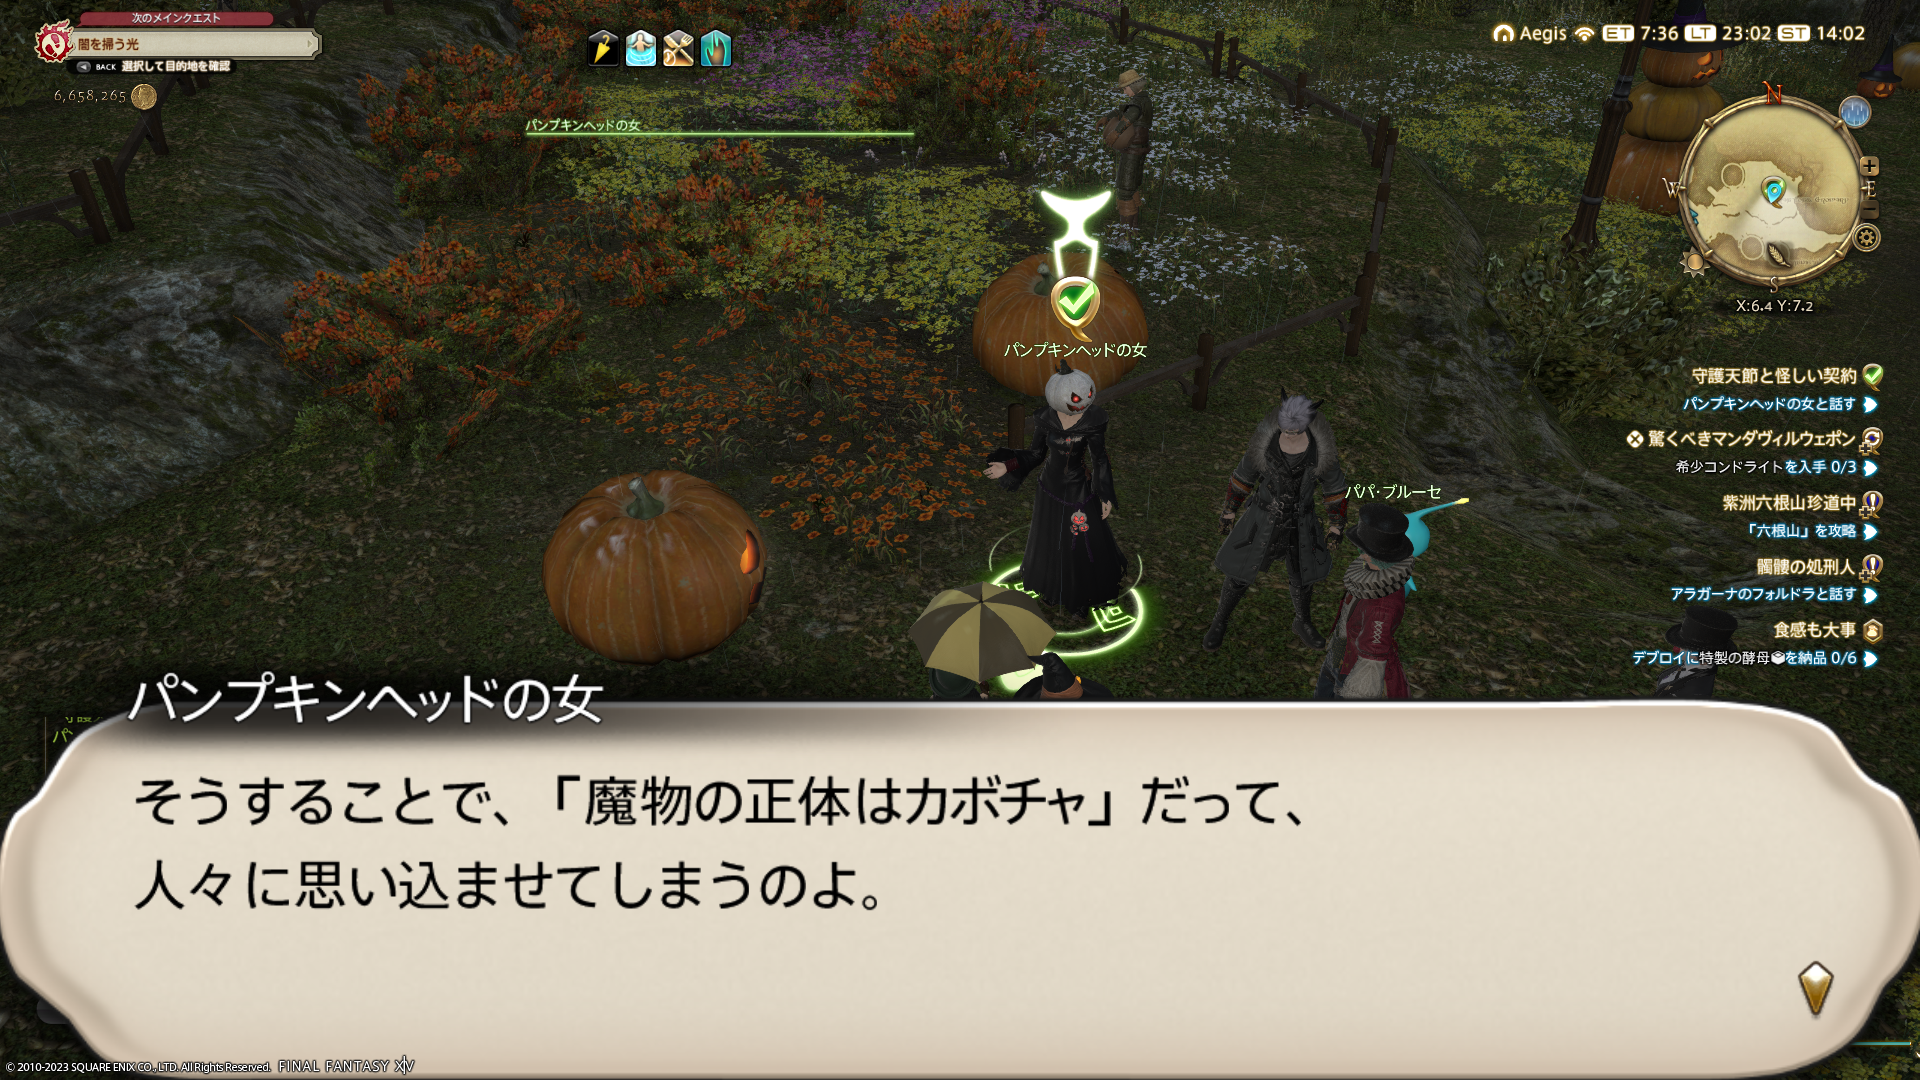 次のメインクエスト
闇を掃う光
BACK 選択して目的地を確認
6,658,265
Aegis ET 7:36 LT 23:02 ST 14:02
パンプキンヘッドの女
N
W
E
S
X:6.4 Y:7.2
パンプキンヘッドの女
守護天節と怪しい契約
パンプキンヘッドの女と話す
驚くべきマンダヴィルウェポン
希少コンドライトを入手 0/3
紫洲六根山珍道中
「六根山」を攻略
髑髏の処刑人
アラガーナのフォルドラと話す
食感も大事
デブロイに特製の酵母を納品 0/6
パパ・ブルーセ
パンプキンヘッドの女
そうすることで、「魔物の正体はカボチャ」だって、
人々に思い込ませてしまうのよ。
© 2010-2023 SQUARE ENIX CO., LTD. All Rights Reserved. FINAL FANTASY XIV